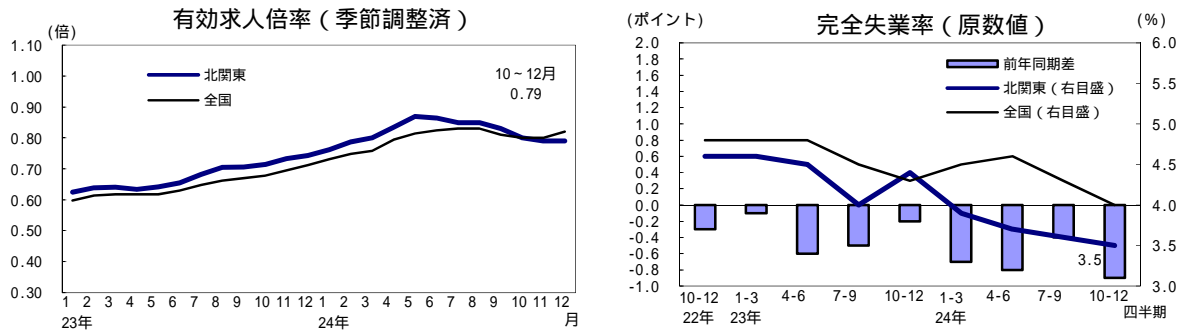 有効求人倍率（季節調整済）
(倍)
1.10
1.00
0.90
0.80
0.70
0.60
0.50
0.40
0.30
北関東
全国
10～12月
0.79
1 2 3 4 5 6 7 8 9 10 11 12 1 2 3 4 5 6 7 8 9 10 11 12
23年 24年 月
完全失業率（原数値）
(ポイント)
(%)
2.0
1.8
1.6
1.4
1.2
1.0
0.8
0.6
0.4
0.2
0.0
-0.2
-0.4
-0.6
-0.8
-1.0
前年同期差
北関東（右目盛）
全国（右目盛）
3.5
6.0
5.5
5.0
4.5
4.0
3.5
3.0
10-12 1-3 4-6 7-9 10-12 1-3 4-6 7-9 10-12
22年 23年 24年 四半期